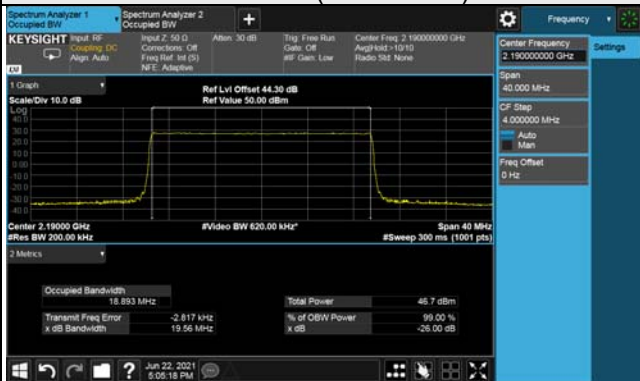 Spectrum Analyzer 1
Occupied BW
Spectrum Analyzer 2
Occupied BW
+
Frequency
KEYSIGHT
Input: RF
Coupling: DC
Align: Auto
Input Z: 50 Ω
Corrections: Off
Freq Ref: Int (S)
NFE: Adaptive
Atten: 30 dB
Trig: Free Run
Gate: Off
#IF Gain: Low
Center Freq: 2.190000000 GHz
Avg|Hold:>10/10
Radio Std: None
LXI
Center Frequency
2.190000000 GHz
Settings
Span
40.000 MHz
CF Step
4.000000 MHz
Auto
Man
Freq Offset
0 Hz
1 Graph
Scale/Div 10.0 dB
Ref Lvl Offset 44.30 dB
Ref Value 50.00 dBm
Log
40.0
30.0
20.0
10.0
0.00
-10.0
-20.0
-30.0
-40.0
Center 2.19000 GHz
#Res BW 200.00 kHz
#Video BW 620.00 kHz*
Span 40 MHz
#Sweep 300 ms (1001 pts)
2 Metrics
Occupied Bandwidth
18.893 MHz
Total Power
46.7 dBm
Transmit Freq Error
-2.817 kHz
% of OBW Power
99.00 %
x dB Bandwidth
19.56 MHz
x dB
-26.00 dB
?
Jun 22, 2021
5:05:18 PM